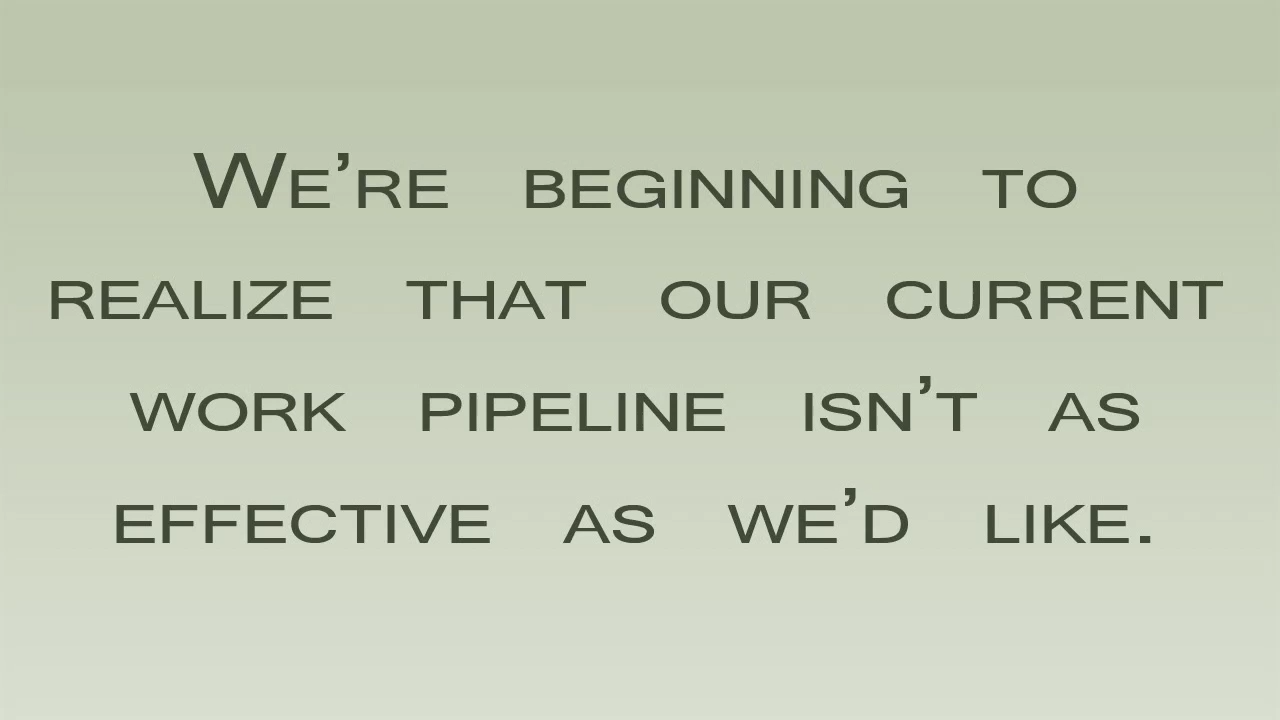 We’re beginning to
realize that our current
work pipeline isn’t as
effective as we’d like.